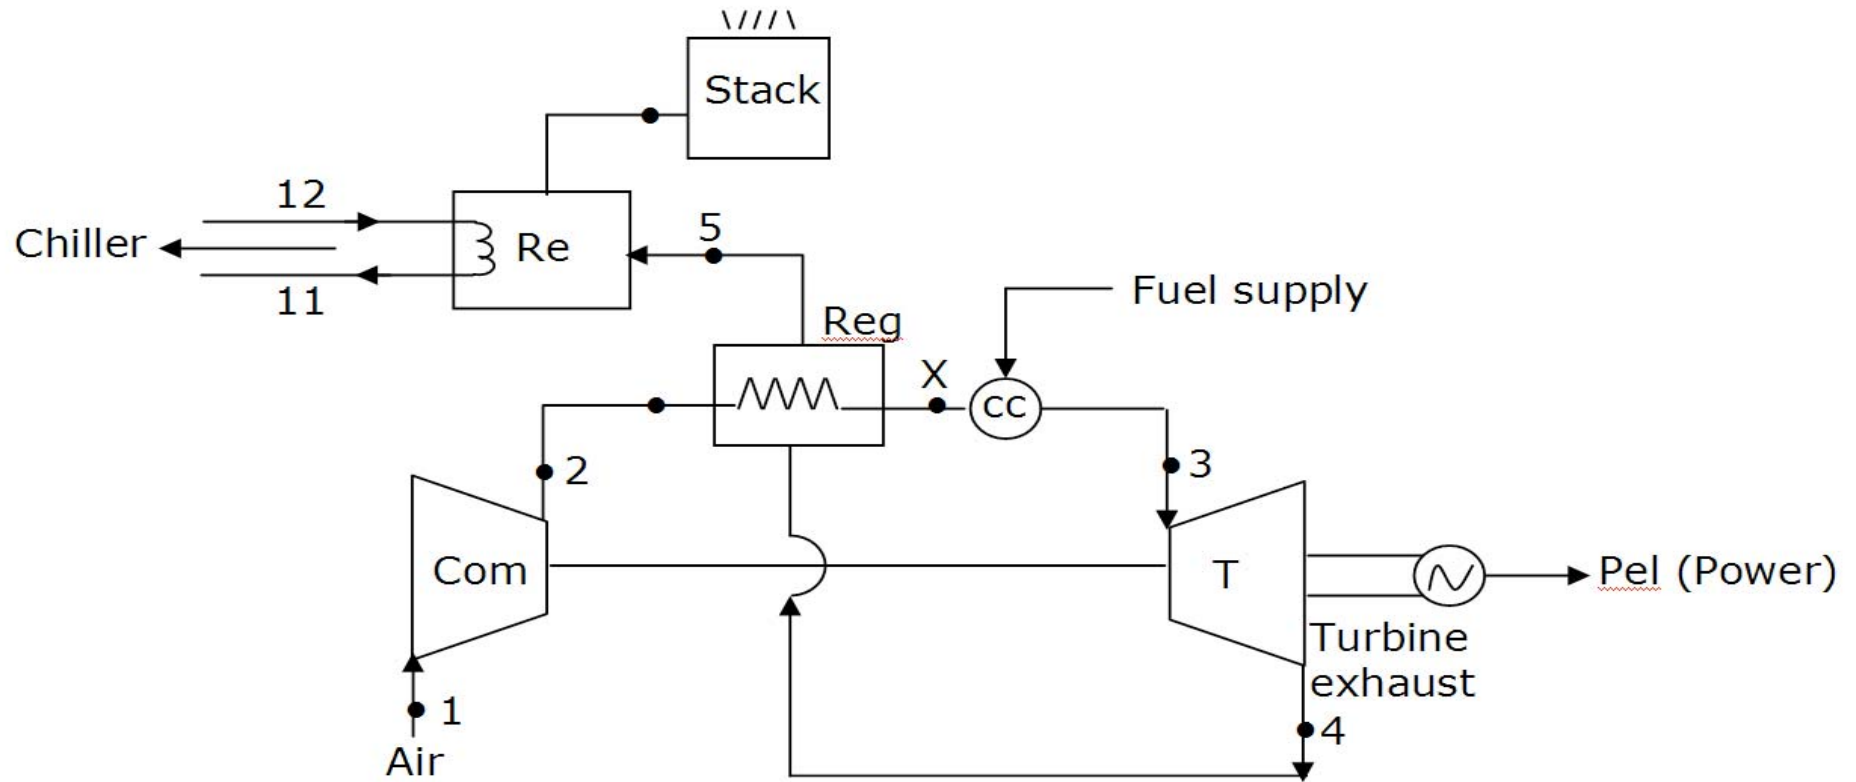 Stack
12
Chiller
Re
5
11
Fuel supply
Reg
X
CC
2
3
Com
T
Pel (Power)
Turbine
exhaust
1
4
Air